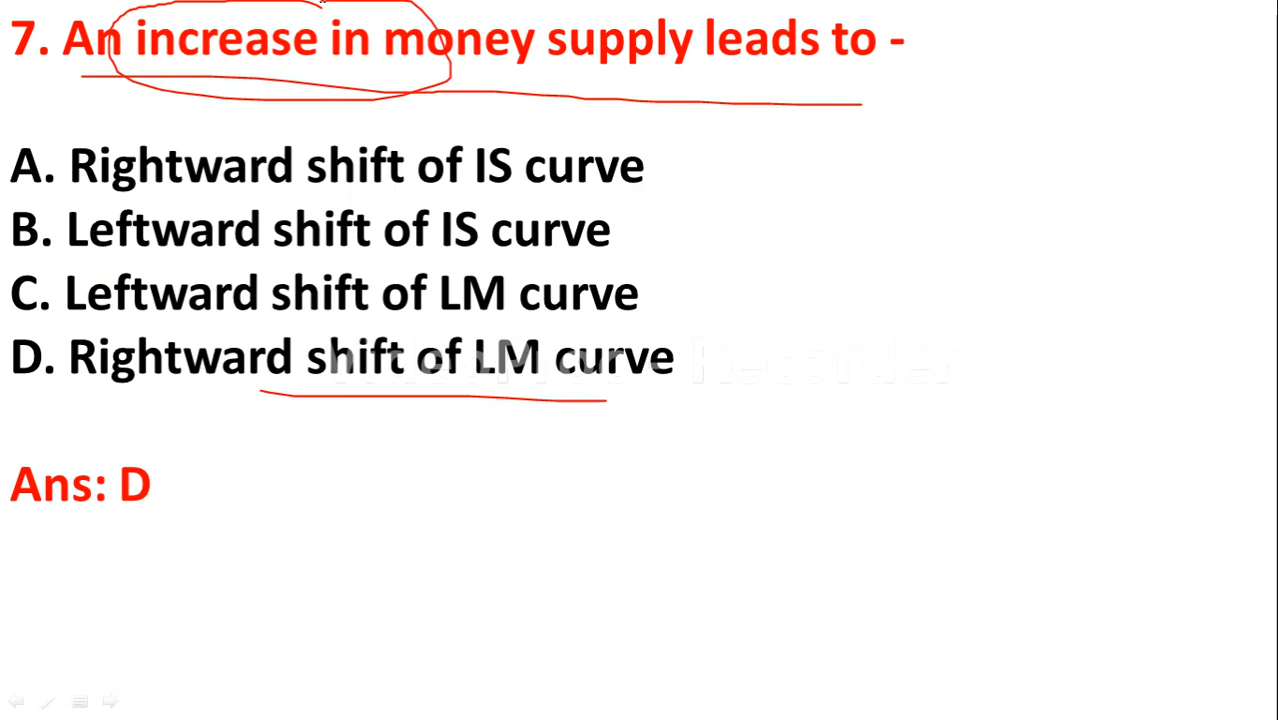 7. An increase in money supply leads to -
A. Rightward shift of IS curve
B. Leftward shift of IS curve
C. Leftward shift of LM curve
D. Rightward shift of LM curve
Recorder
Ans: D